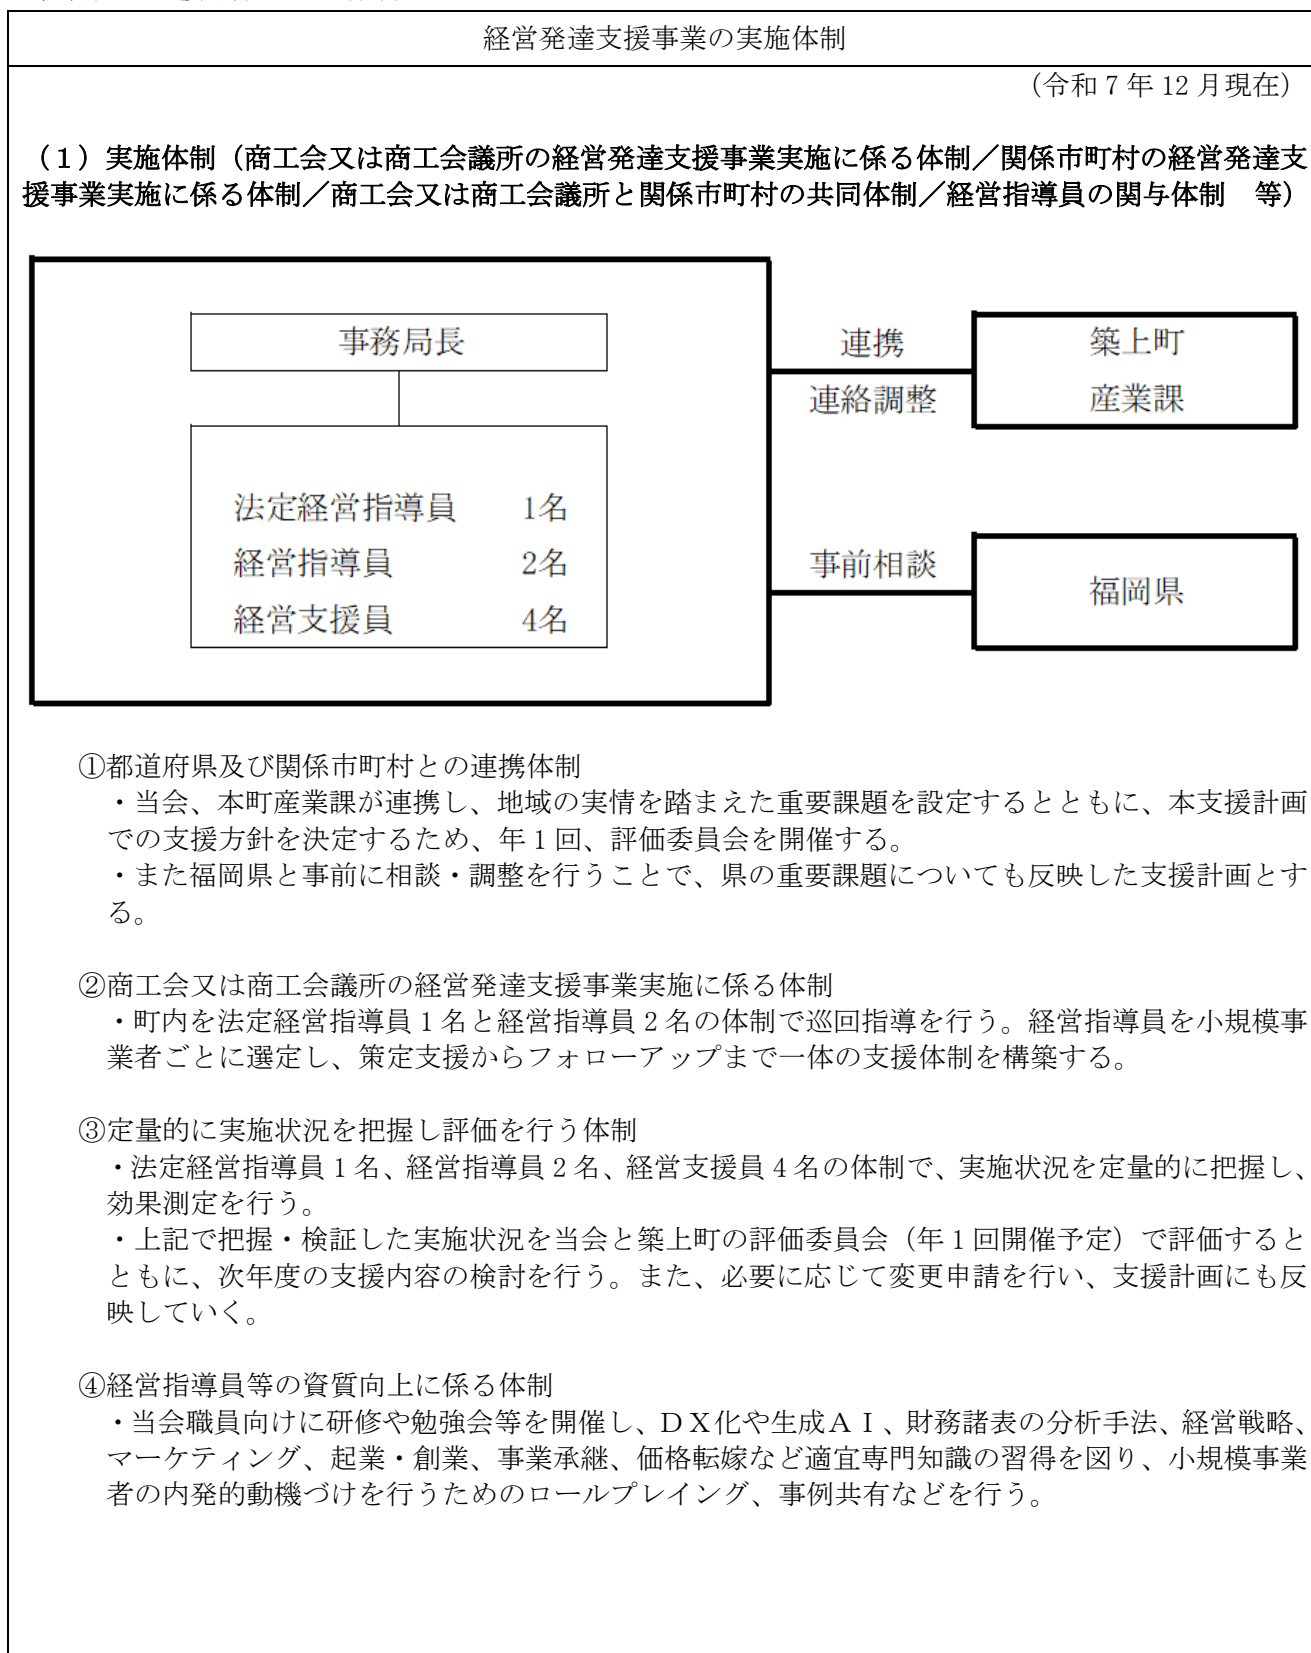 経営発達支援事業の実施体制
（令和７年 12 月現在）
（１）実施体制（商工会又は商工会議所の経営発達支援事業実施に係る体制／関係市町村の経営発達支
援事業実施に係る体制／商工会又は商工会議所と関係市町村の共同体制／経営指導員の関与体制　等）
事務局長
法定経営指導員 1名
経営指導員 2名
経営支援員 4名
連携
連絡調整
築上町
産業課
事前相談
福岡県
①都道府県及び関係市町村との連携体制
・当会、本町産業課が連携し、地域の実情を踏まえた重要課題を設定するとともに、本支援計画
での支援方針を決定するため、年１回、評価委員会を開催する。
・また福岡県と事前に相談・調整を行うことで、県の重要課題についても反映した支援計画とす
る。
②商工会又は商工会議所の経営発達支援事業実施に係る体制
・町内を法定経営指導員１名と経営指導員２名の体制で巡回指導を行う。経営指導員を小規模事
業者ごとに選定し、策定支援からフォローアップまで一体の支援体制を構築する。
③定量的に実施状況を把握し評価を行う体制
・法定経営指導員１名、経営指導員２名、経営支援員４名の体制で、実施状況を定量的に把握し、
効果測定を行う。
・上記で把握・検証した実施状況を当会と築上町の評価委員会（年１回開催予定）で評価すると
ともに、次年度の支援内容の検討を行う。また、必要に応じて変更申請を行い、支援計画にも反
映していく。
④経営指導員等の資質向上に係る体制
・当会職員向けに研修や勉強会等を開催し、ＤＸ化や生成ＡＩ、財務諸表の分析手法、経営戦略、
マーケティング、起業・創業、事業承継、価格転嫁など適宜専門知識の習得を図り、小規模事業
者の内発的動機づけを行うためのロールプレイング、事例共有などを行う。